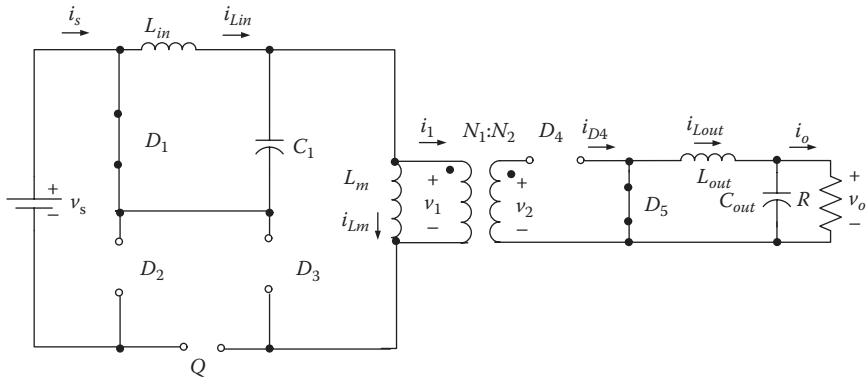 i_s
L_in
i_Lin
D_1
C_1
+
v_s
−
D_2
D_3
Q
L_m
i_Lm
i_1
+
v_1
−
N_1:N_2
+
v_2
−
D_4
i_D4
D_5
i_Lout
L_out
C_out
R
i_o
+
v_o
−